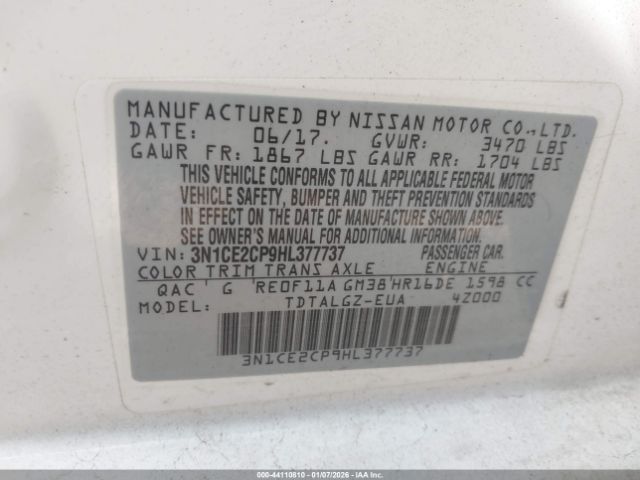 MANUFACTURED BY NISSAN MOTOR CO.,LTD.
DATE: 06/17. GVWR: 3470 LBS
GAWR FR: 1867 LBS GAWR RR: 1704 LBS
THIS VEHICLE CONFORMS TO ALL APPLICABLE FEDERAL MOTOR
VEHICLE SAFETY, BUMPER AND THEFT PREVENTION STANDARDS
IN EFFECT ON THE DATE OF MANUFACTURE SHOWN ABOVE.
SEE OWNER'S MANUAL FOR ADDITIONAL INFORMATION.
VIN: 3N1CE2CP9HL377737 PASSENGER CAR.
COLOR TRIM TRANS AXLE ENGINE
QAC G RE0F11A GM38 HR16DE 1598 CC
MODEL: TDTALGZ-EUA 4Z000
3N1CE2CP9HL377737
000-44110810 - 01/07/2026 - COPYRIGHT IAA, LLC.